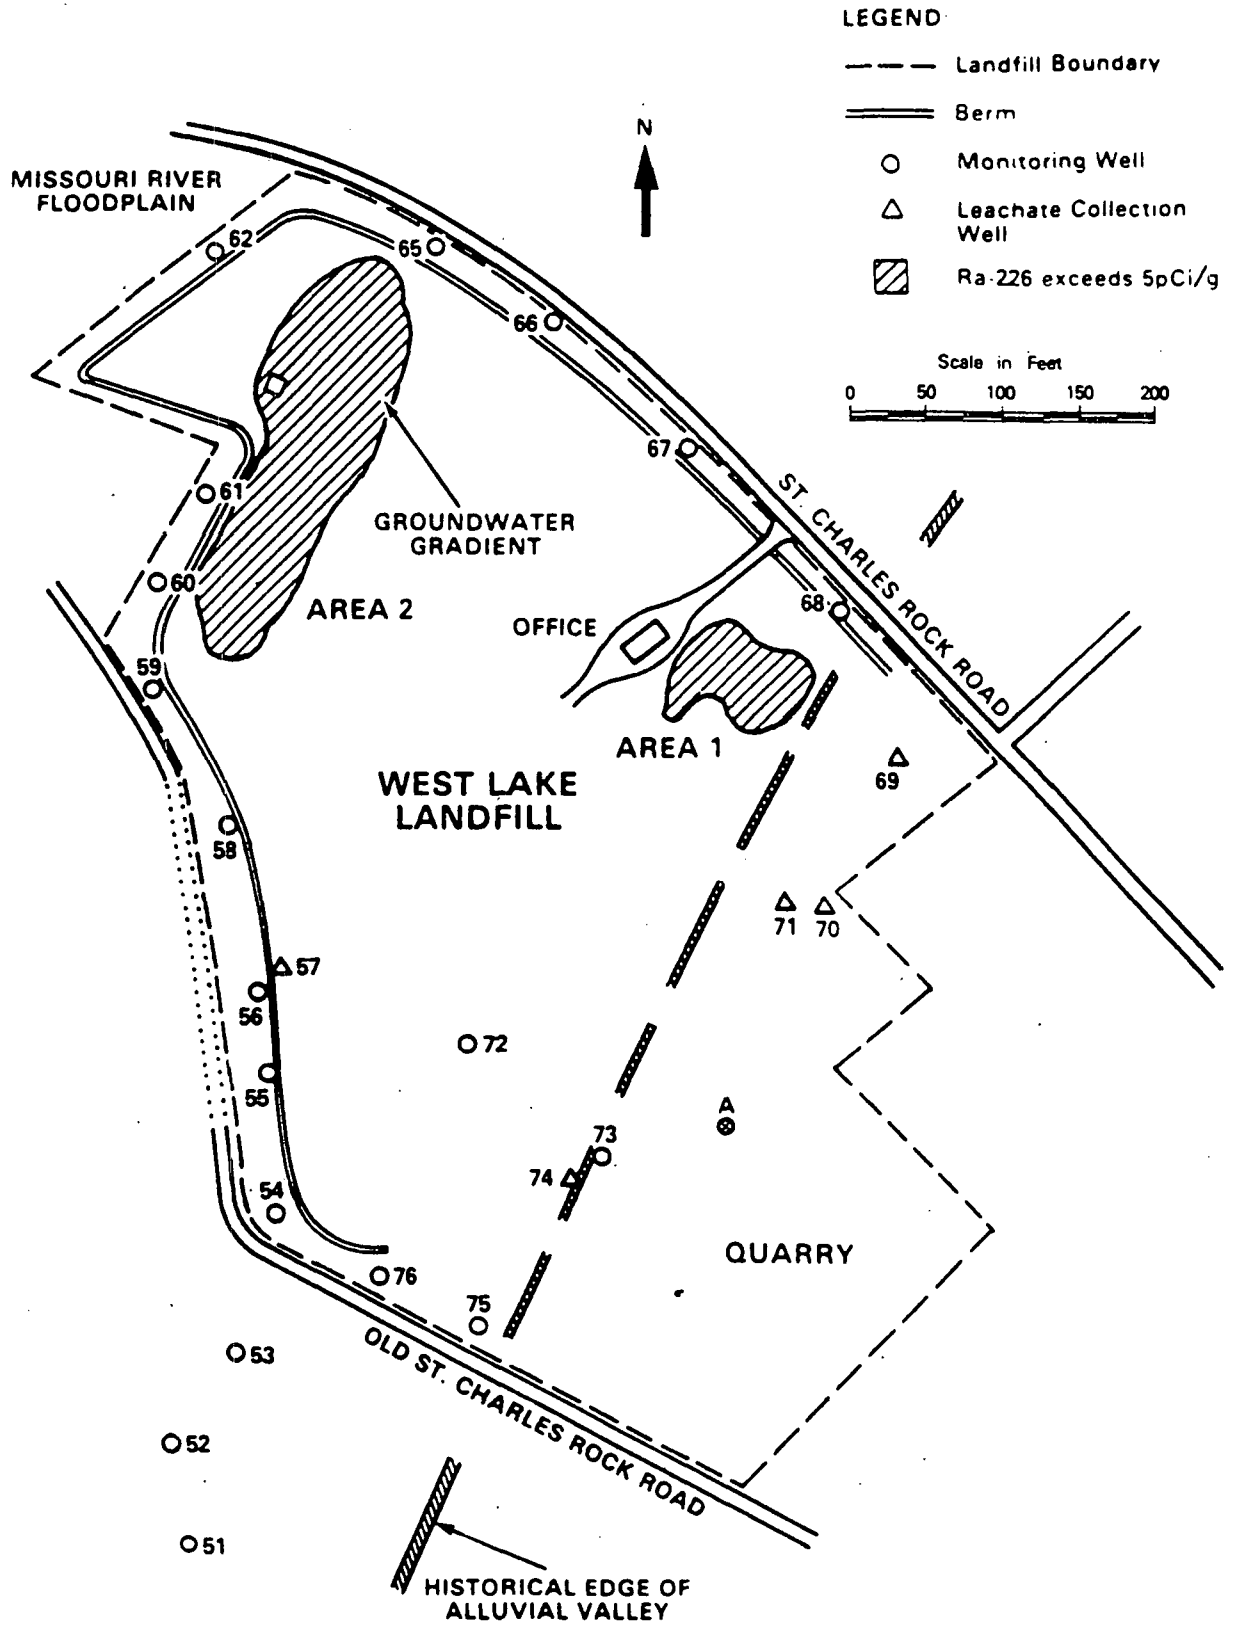 LEGEND
Landfill Boundary
Berm
Monitoring Well
Leachate Collection
Well
Ra-226 exceeds 5pCi/g
Scale in Feet
0 50 100 150 200
N
MISSOURI RIVER
FLOODPLAIN
62
65
66
67
61
GROUNDWATER
GRADIENT
ST. CHARLES ROCK ROAD
60
AREA 2
OFFICE
68
59
AREA 1
WEST LAKE
LANDFILL
69
58
71
70
57
56
72
55
A
73
74
54
QUARRY
76
75
53
OLD ST. CHARLES ROCK ROAD
52
51
HISTORICAL EDGE OF
ALLUVIAL VALLEY